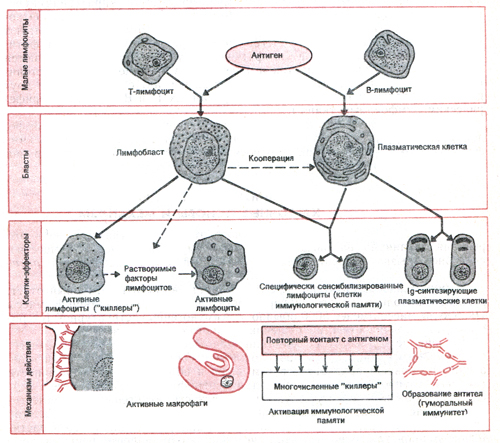 Малые лимфоциты
Антиген
Т-лимфоцит
В-лимфоцит
Бласты
Лимфобласт
Кооперация
Плазматическая клетка
Клетки-эффекторы
Активные
лимфоциты ("киллеры")
Растворимые
факторы
лимфоцитов
Активные
лимфоциты
Специфически сенсибилизированные
лимфоциты (клетки
иммунологической памяти)
Ig-синтезирующие
плазматические клетки
Механизм действия
Активные макрофаги
Повторный контакт с антигеном
Многочисленные "киллеры"
Активация иммунологической
памяти
Образование антител
(гуморальный
иммунитет)